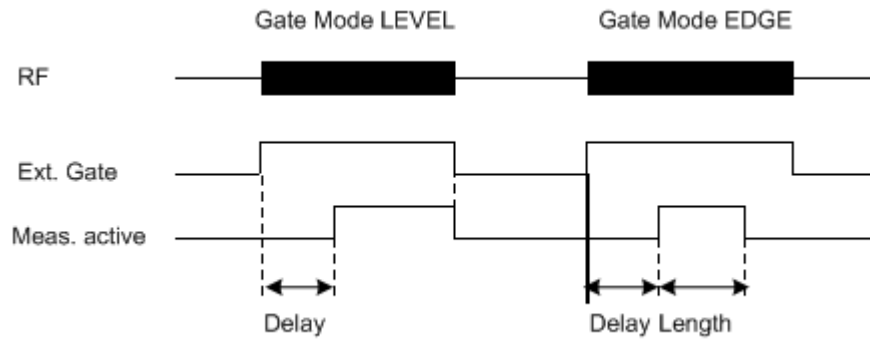 Gate Mode LEVEL Gate Mode EDGE
RF
Ext. Gate
Meas. active
Delay Delay Length